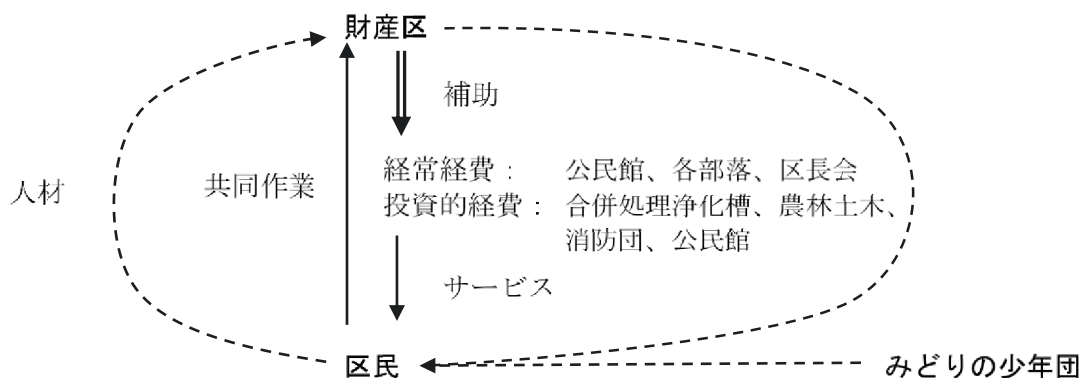 財産区
補助
経常経費： 公民館、各部落、区長会
人材
共同作業
投資的経費： 合併処理浄化槽、農林土木、
消防団、公民館
サービス
区民
みどりの少年団